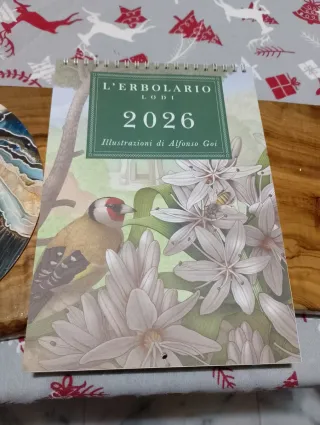 L'ERBOLARIO
LODI
2026
Illustrazioni di Alfonso Goi